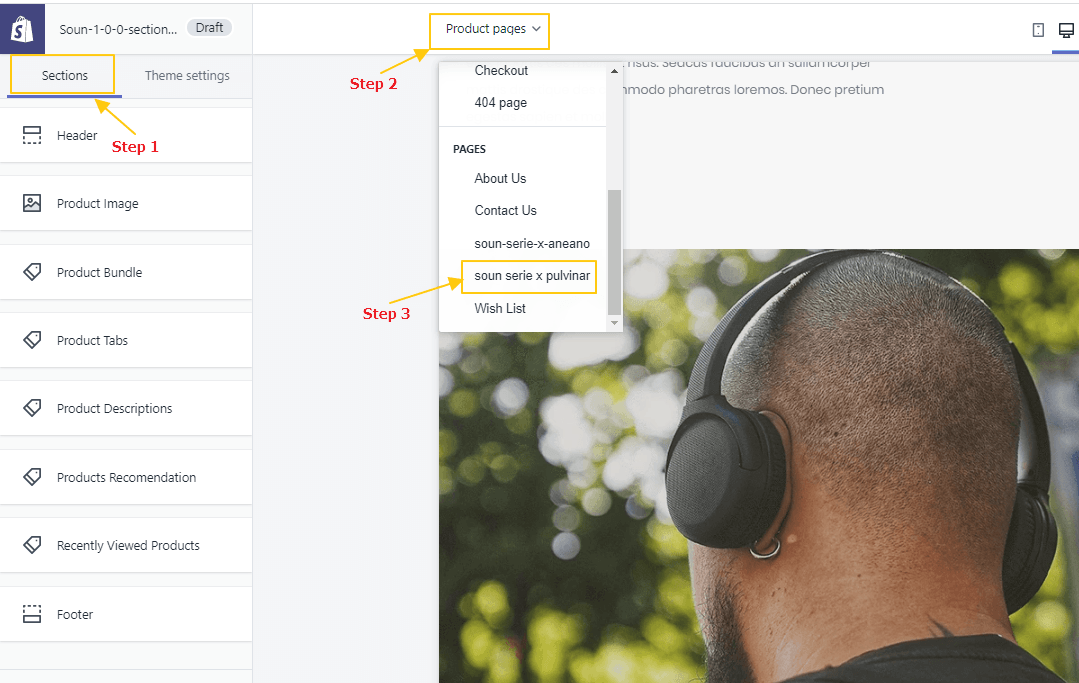 Soun-1-0-0-section...
Draft
Product pages
Step 2
Sections
Theme settings
Step 1
Header
Product Image
Product Bundle
Product Tabs
Product Descriptions
Products Recomendation
Recently Viewed Products
Footer
Checkout
404 page
PAGES
About Us
Contact Us
soun-serie-x-aneano
soun serie x pulvinar
Step 3
Wish List
risus. Sedcus faucibus an sullamcorper
mmodo pharetras loremos. Donec pretium